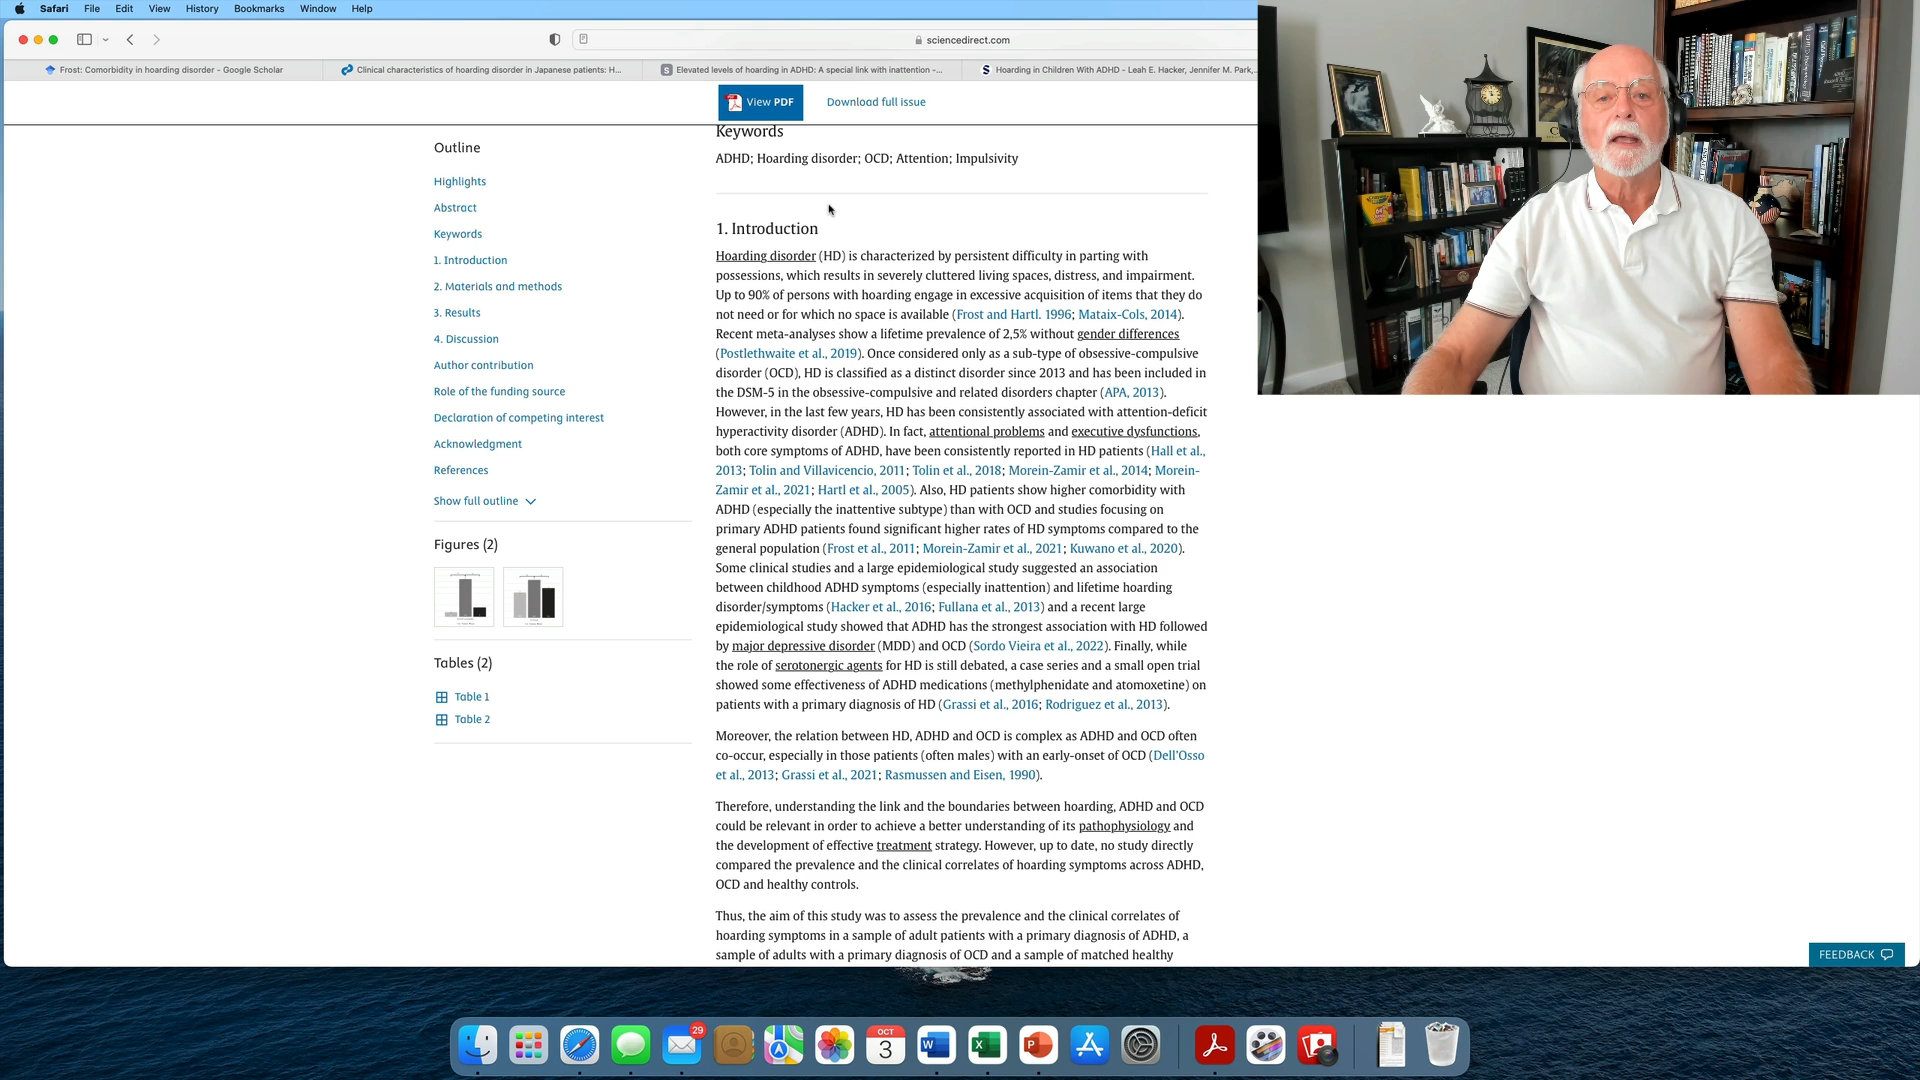 Safari File Edit View History Bookmarks Window Help
sciencedirect.com
Frost: Comorbidity in hoarding disorder - Google Scholar
Clinical characteristics of hoarding disorder in Japanese patients: H...
Elevated levels of hoarding in ADHD: A special link with inattention -...
Hoarding in Children With ADHD - Leah E. Hacker, Jennifer M. Park,...
View PDF
Download full issue
Outline
Highlights
Abstract
Keywords
1. Introduction
2. Materials and methods
3. Results
4. Discussion
Author contribution
Role of the funding source
Declaration of competing interest
Acknowledgment
References
Show full outline
Figures (2)
Tables (2)
Table 1
Table 2
Keywords
ADHD; Hoarding disorder; OCD; Attention; Impulsivity
1. Introduction
Hoarding disorder (HD) is characterized by persistent difficulty in parting with
possessions, which results in severely cluttered living spaces, distress, and impairment.
Up to 90% of persons with hoarding engage in excessive acquisition of items that they do
not need or for which no space is available (Frost and Hartl. 1996; Mataix-Cols, 2014).
Recent meta-analyses show a lifetime prevalence of 2,5% without gender differences
(Postlethwaite et al., 2019). Once considered only as a sub-type of obsessive-compulsive
disorder (OCD), HD is classified as a distinct disorder since 2013 and has been included in
the DSM-5 in the obsessive-compulsive and related disorders chapter (APA, 2013).
However, in the last few years, HD has been consistently associated with attention-deficit
hyperactivity disorder (ADHD). In fact, attentional problems and executive dysfunctions,
both core symptoms of ADHD, have been consistently reported in HD patients (Hall et al.,
2013; Tolin and Villavicencio, 2011; Tolin et al., 2018; Morein-Zamir et al., 2014; Morein-
Zamir et al., 2021; Hartl et al., 2005). Also, HD patients show higher comorbidity with
ADHD (especially the inattentive subtype) than with OCD and studies focusing on
primary ADHD patients found significant higher rates of HD symptoms compared to the
general population (Frost et al., 2011; Morein-Zamir et al., 2021; Kuwano et al., 2020).
Some clinical studies and a large epidemiological study suggested an association
between childhood ADHD symptoms (especially inattention) and lifetime hoarding
disorder/symptoms (Hacker et al., 2016; Fullana et al., 2013) and a recent large
epidemiological study showed that ADHD has the strongest association with HD followed
by major depressive disorder (MDD) and OCD (Sordo Vieira et al., 2022). Finally, while
the role of serotonergic agents for HD is still debated, a case series and a small open trial
showed some effectiveness of ADHD medications (methylphenidate and atomoxetine) on
patients with a primary diagnosis of HD (Grassi et al., 2016; Rodriguez et al., 2013).
Moreover, the relation between HD, ADHD and OCD is complex as ADHD and OCD often
co-occur, especially in those patients (often males) with an early-onset of OCD (Dell'Osso
et al., 2013; Grassi et al., 2021; Rasmussen and Eisen, 1990).
Therefore, understanding the link and the boundaries between hoarding, ADHD and OCD
could be relevant in order to achieve a better understanding of its pathophysiology and
the development of effective treatment strategy. However, up to date, no study directly
compared the prevalence and the clinical correlates of hoarding symptoms across ADHD,
OCD and healthy controls.
Thus, the aim of this study was to assess the prevalence and the clinical correlates of
hoarding symptoms in a sample of adult patients with a primary diagnosis of ADHD, a
sample of adults with a primary diagnosis of OCD and a sample of matched healthy
FEEDBACK
29
OCT
3
W
X
P